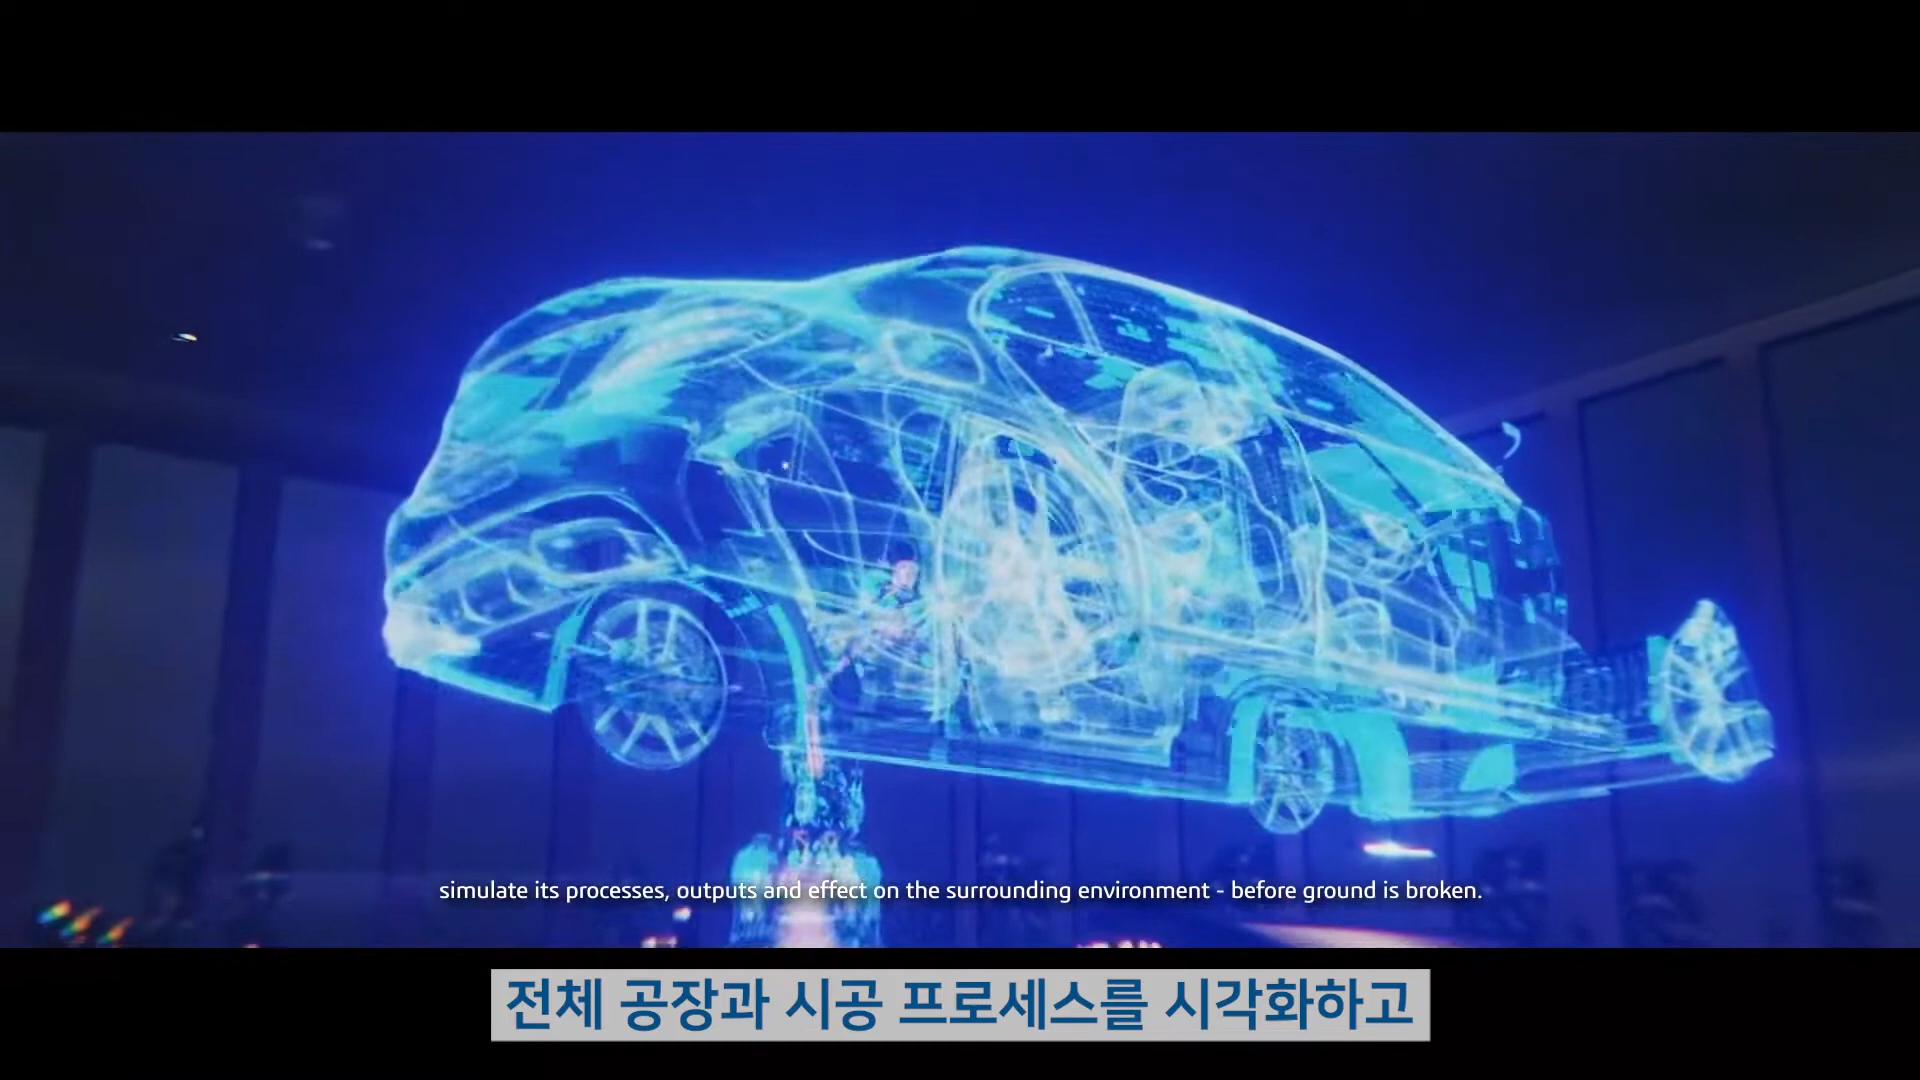 simulate its processes, outputs and effect on the surrounding environment - before ground is broken.
전체 공장과 시공 프로세스를 시각화하고